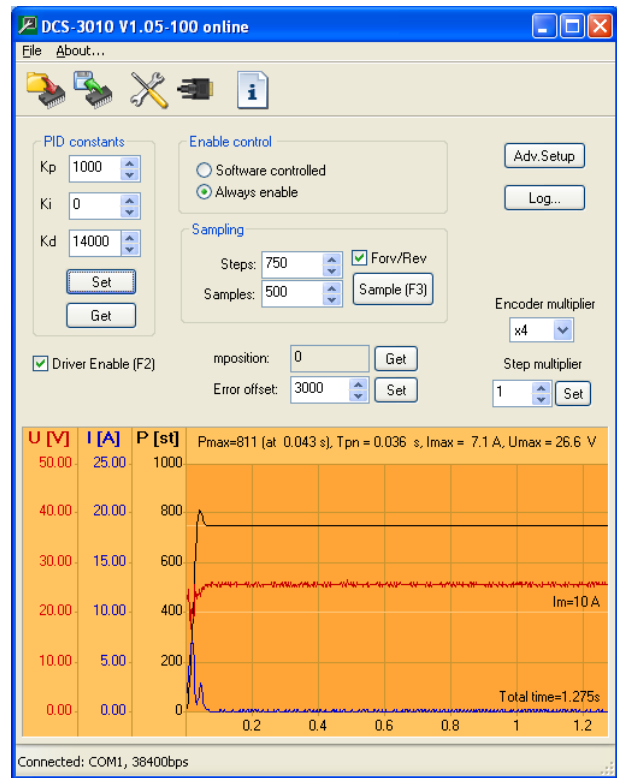 DCS-3010 V1.05-100 online
File About...
PID constants
Kp 1000
Ki 0
Kd 14000
Set
Get
Enable control
Software controlled
Always enable
Sampling
Steps: 750
Forv/Rev
Samples: 500
Sample (F3)
Adv.Setup
Log...
Encoder multiplier
x4
Driver Enable (F2)
mposition: 0 Get
Error offset: 3000 Set
Step multiplier
1 Set
U [V] I [A] P [st] Pmax=811 (at 0.043 s), Tpn = 0.036 s, Imax = 7.1 A, Umax = 26.6 V
50.00 25.00 1000
40.00 20.00 800
30.00 15.00 600
20.00 10.00 400
Im=10 A
10.00 5.00 200
Total time=1.275s
0.00 0.00 0
0.2 0.4 0.6 0.8 1 1.2
Connected: COM1, 38400bps